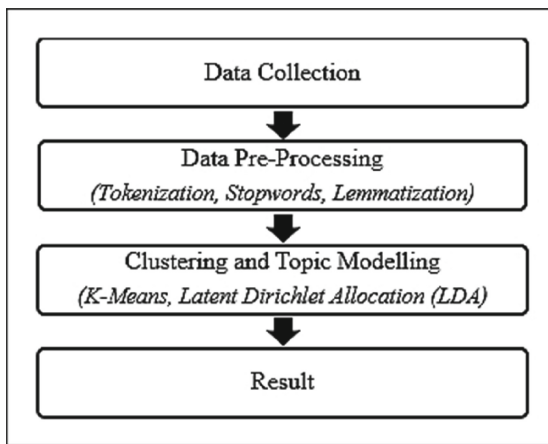 Data Collection
Data Pre-Processing
(Tokenization, Stopwords, Lemmatization)
Clustering and Topic Modelling
(K-Means, Latent Dirichlet Allocation (LDA)
Result